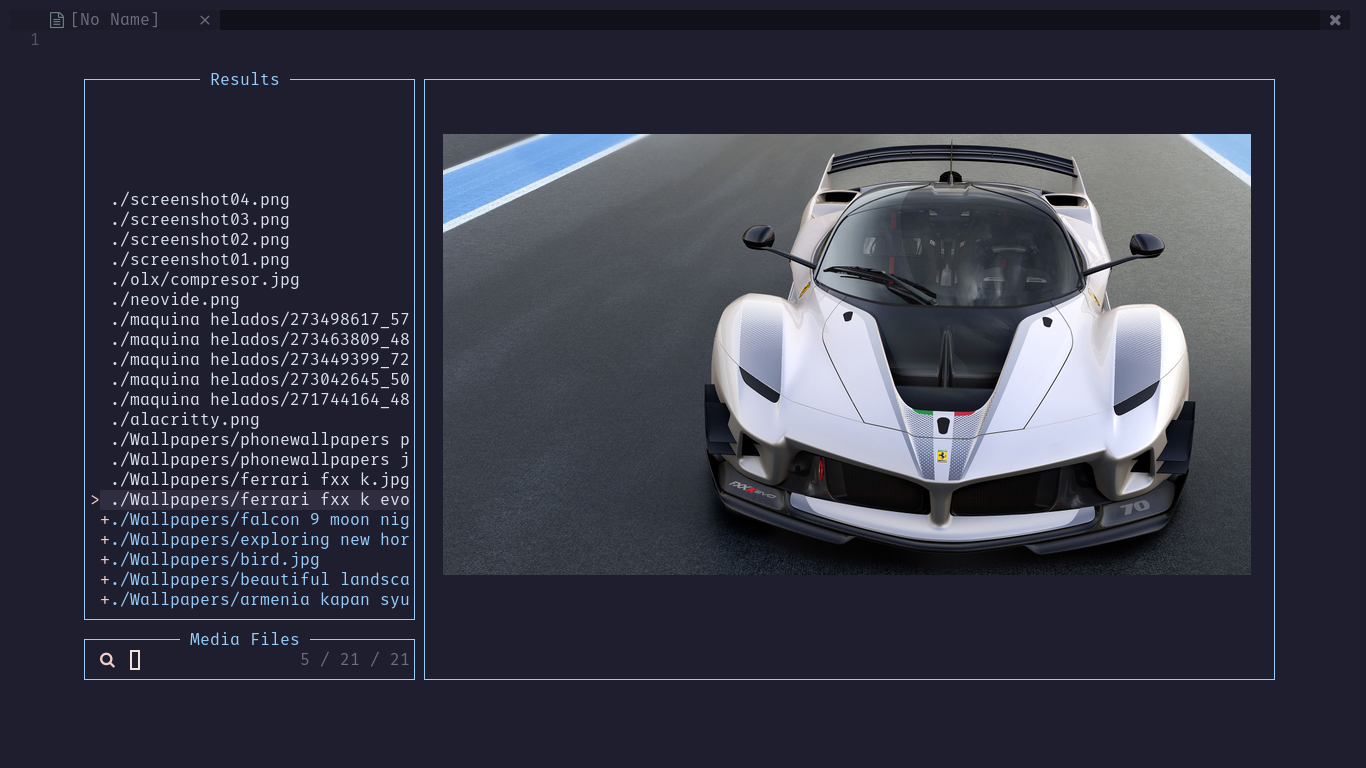 [No Name]
1
Results
./screenshot04.png
./screenshot03.png
./screenshot02.png
./screenshot01.png
./olx/compresor.jpg
./neovide.png
./maquina helados/273498617_57
./maquina helados/273463809_48
./maquina helados/273449399_72
./maquina helados/273042645_50
./maquina helados/271744164_48
./alacritty.png
./Wallpapers/phonewallpapers p
./Wallpapers/phonewallpapers j
./Wallpapers/ferrari fxx k.jpg
> ./Wallpapers/ferrari fxx k evo
+./Wallpapers/falcon 9 moon nig
+./Wallpapers/exploring new hor
+./Wallpapers/bird.jpg
+./Wallpapers/beautiful landsca
+./Wallpapers/armenia kapan syu
Media Files
5 / 21 / 21
FXXK EVO
70